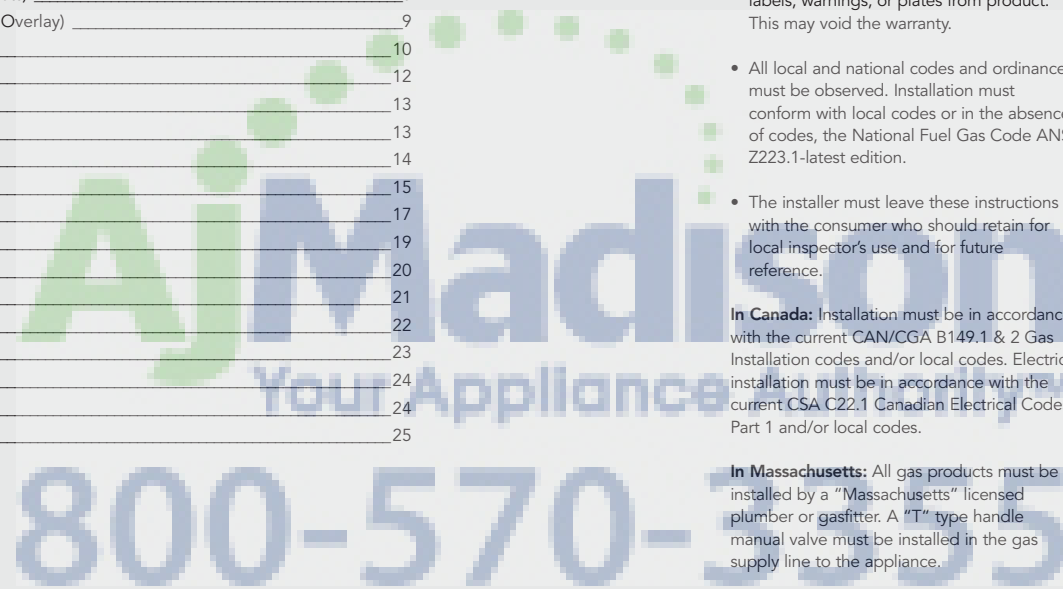 Overlay) 9
10
12
13
13
14
15
17
19
20
21
22
23
24
24
25
labels, warnings, or plates from product.
This may void the warranty.
• All local and national codes and ordinance
must be observed. Installation must
conform with local codes or in the absence
of codes, the National Fuel Gas Code ANS
Z223.1-latest edition.
• The installer must leave these instructions
with the consumer who should retain for
local inspector's use and for future
reference.
In Canada: Installation must be in accordanc
with the current CAN/CGA B149.1 & 2 Gas
Installation codes and/or local codes. Electric
installation must be in accordance with the
current CSA C22.1 Canadian Electrical Code
Part 1 and/or local codes.
In Massachusetts: All gas products must be
installed by a "Massachusetts" licensed
plumber or gasfitter. A "T" type handle
manual valve must be installed in the gas
supply line to the appliance.
AjMadison
Your Appliance Authority™
800-570-3355